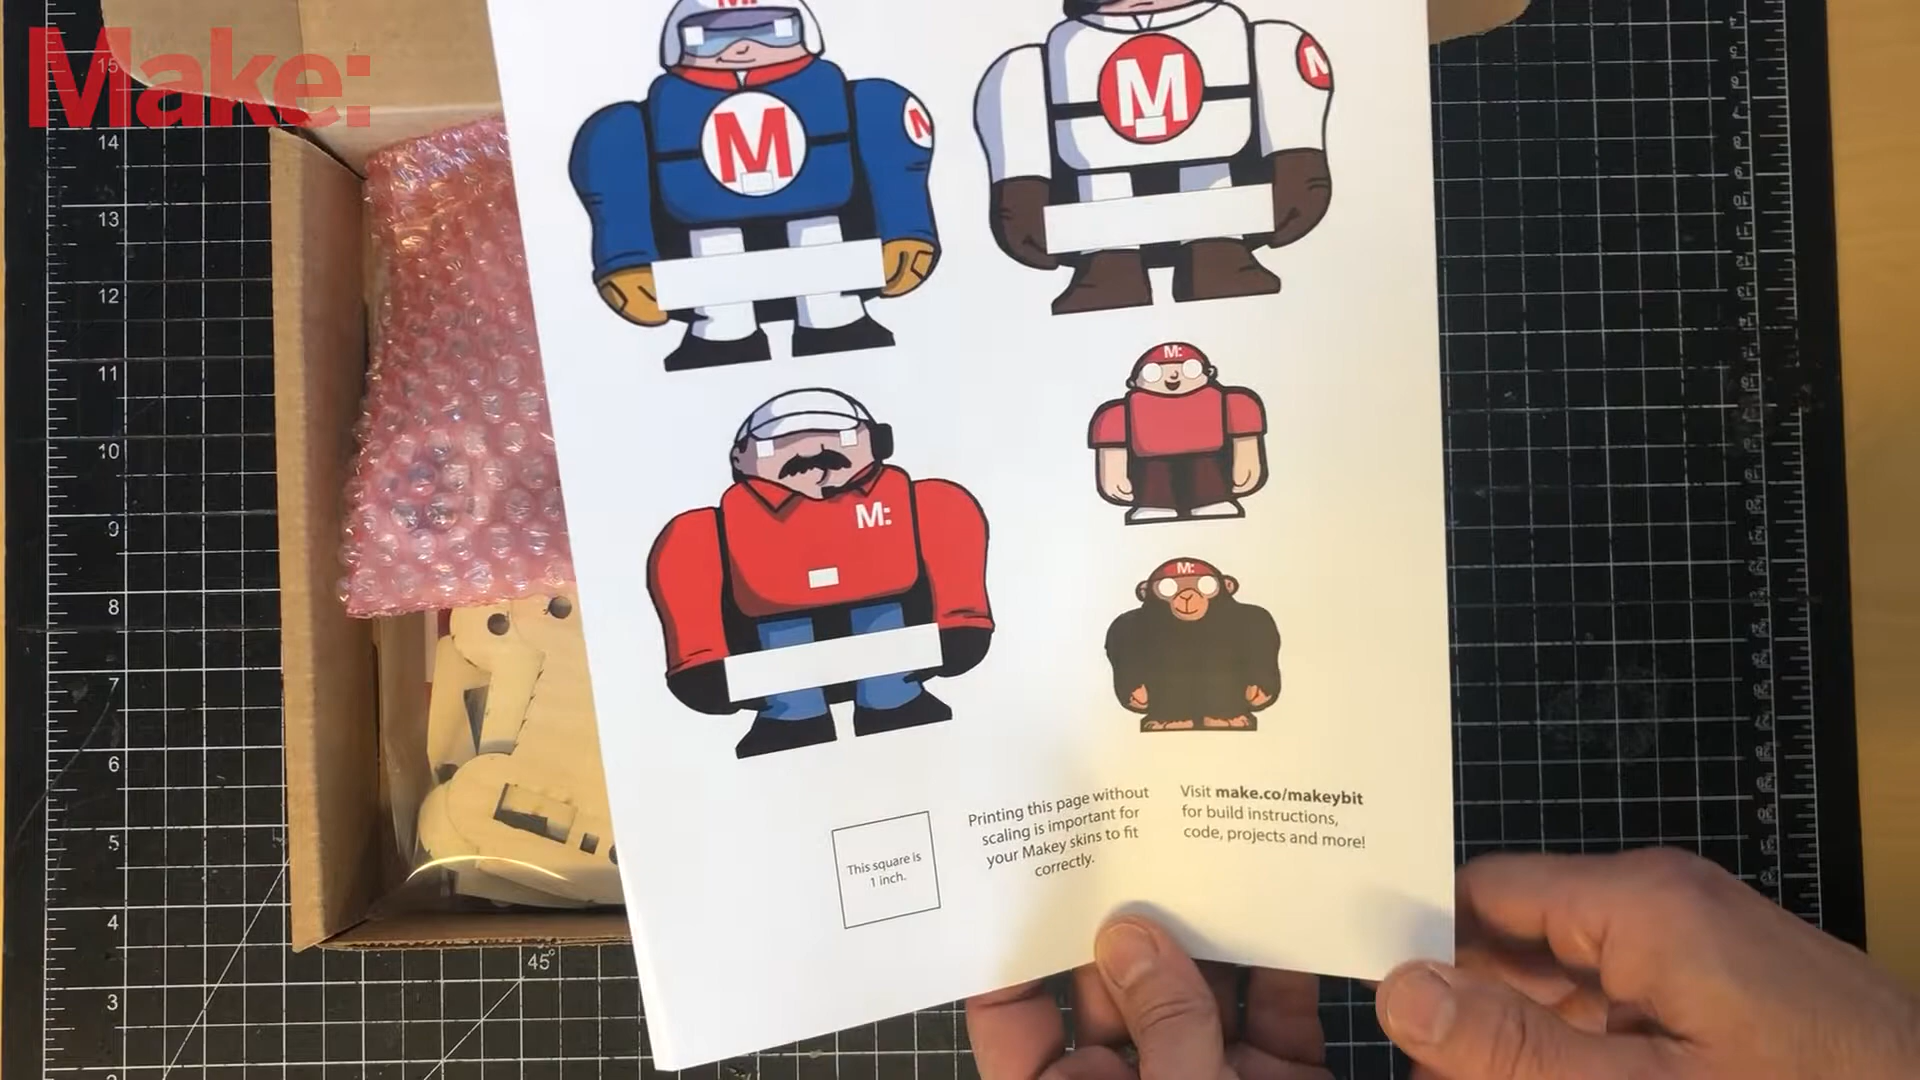 Make:
M:
M
M
M
M
M:
M:
M:
This square is
1 inch.
Printing this page without
scaling is important for
your Makey skins to fit
correctly.
Visit make.co/makeybit
for build instructions,
code, projects and more!
15
14
13
12
11
10
9
8
7
6
5
4
3
45°